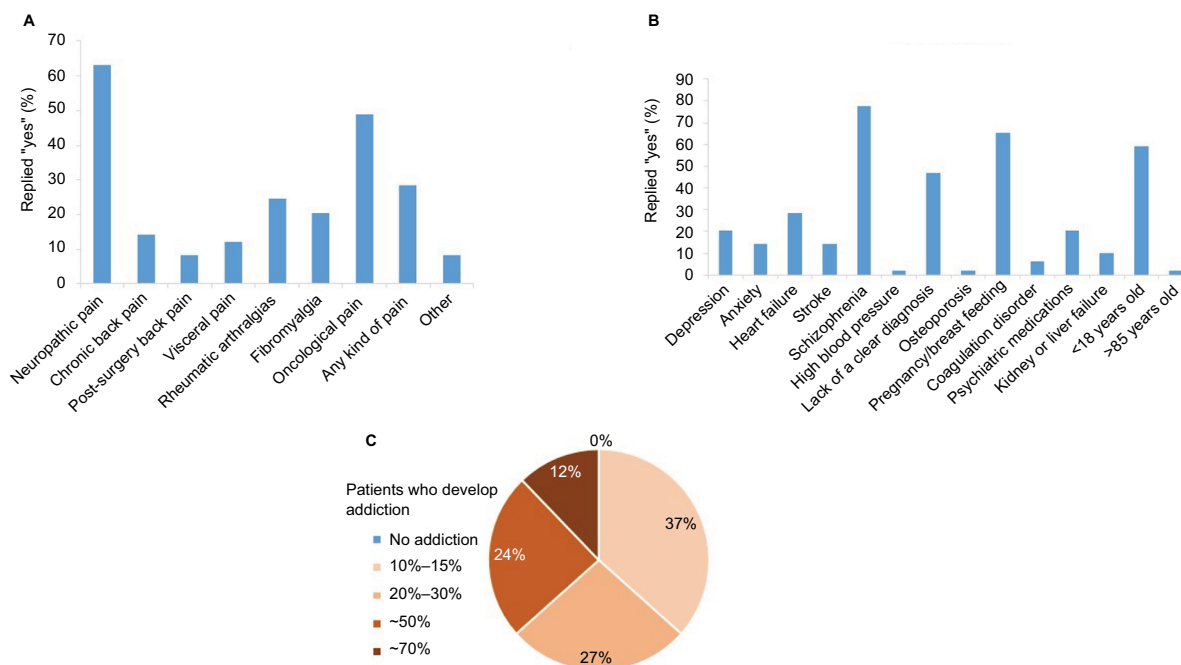 A
Replied "yes" (%)
70
60
50
40
30
20
10
0
Neuropathic pain
Chronic back pain
Post-surgery back pain
Visceral pain
Rheumatic arthralgias
Fibromyalgia
Oncological pain
Any kind of pain
Other
B
Replied "yes" (%)
90
80
70
60
50
40
30
20
10
0
Depression
Anxiety
Heart failure
Stroke
Schizophrenia
High blood pressure
Lack of a clear diagnosis
Osteoporosis
Pregnancy/breast feeding
Coagulation disorder
Psychiatric medications
Kidney or liver failure
<18 years old
>85 years old
C
Patients who develop
addiction
No addiction
10%–15%
20%–30%
~50%
~70%
0%
12%
37%
24%
27%